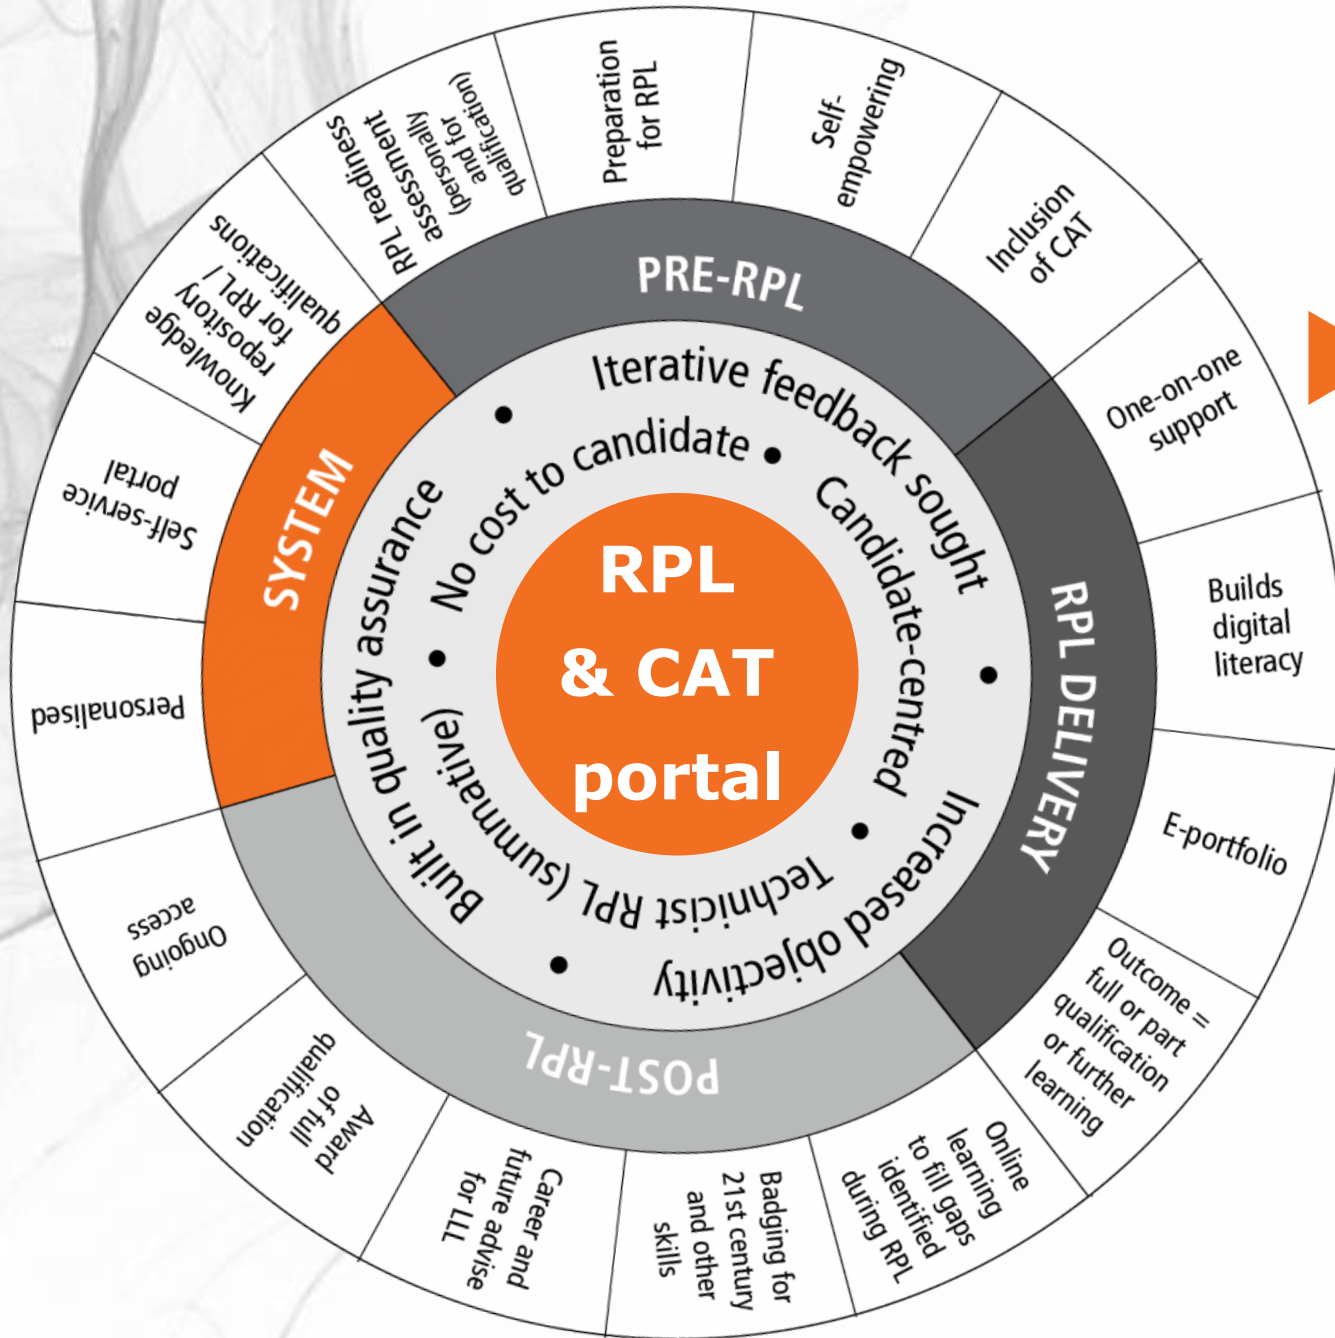 RPL
& CAT
portal
No cost to candidate •
Candidate-centred •
Technicist RPL (summative) •
Iterative feedback sought •
Increased objectivity •
Built in quality assurance •
PRE-RPL
RPL readiness
assessment
(personally
and for
qualification)
Preparation
for RPL
Self-
empowering
Inclusion
of CAT
RPL DELIVERY
One-on-one
support
Builds
digital
literacy
E-portfolio
Outcome =
full or part
qualification
or further
learning
POST-RPL
Online
learning
to fill gaps
identified
during RPL
Badging for
21st century
and other
skills
Career and
future advise
for LLL
Award
of full
qualification
Ongoing
access
SYSTEM
Personalised
Self-service
portal
Knowledge
repository
for RPL /
qualifications